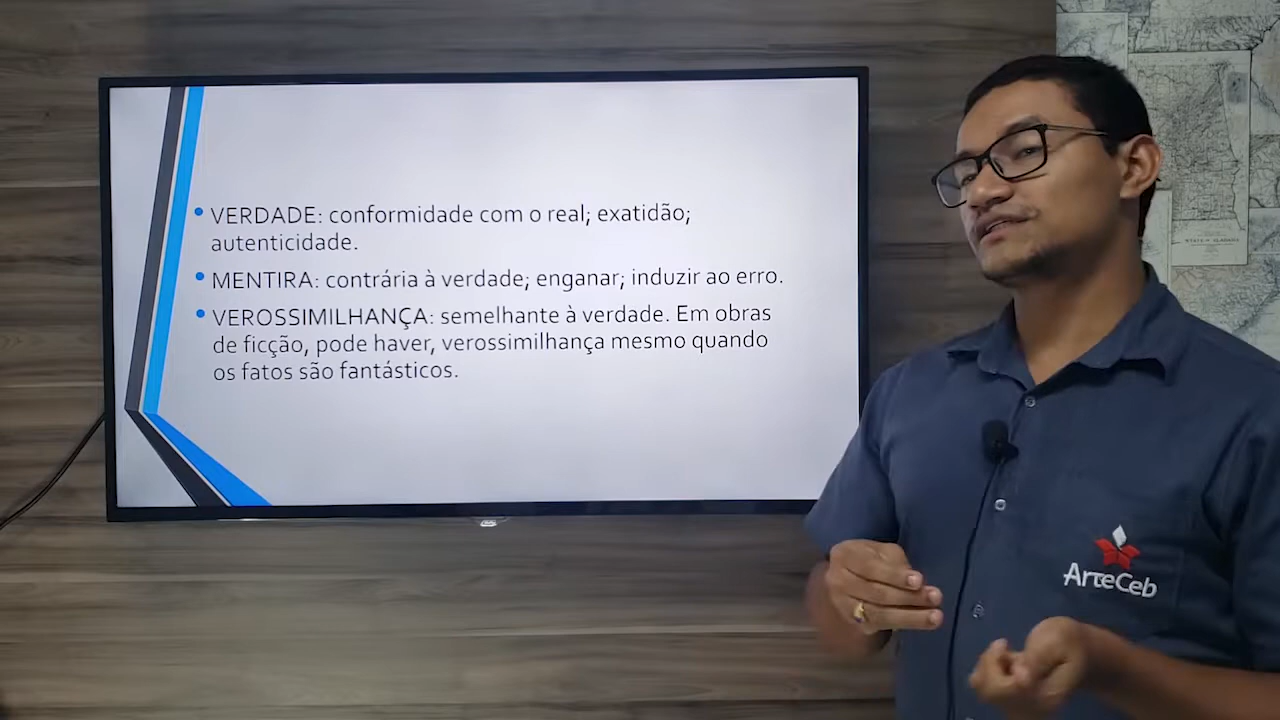 VERDADE: conformidade com o real; exatidão;
autenticidade.
MENTIRA: contrária à verdade; enganar; induzir ao erro.
VEROSSIMILHANÇA: semelhante à verdade. Em obras
de ficção, pode haver, verossimilhança mesmo quando
os fatos são fantásticos.
ArteCeb